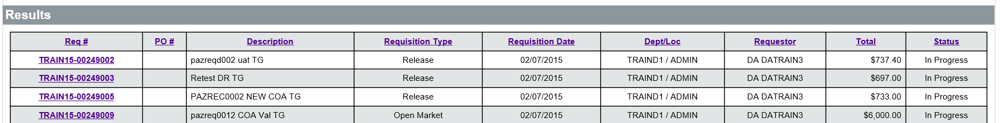 Results
Req # PO # Description Requisition Type Requisition Date Dept/Loc Requestor Total Status
TRAIN15-00249002 pazreqd002 uat TG Release 02/07/2015 TRAIND1 / ADMIN DA DATRAIN3 $737.40 In Progress
TRAIN15-00249003 Retest DR TG Release 02/07/2015 TRAIND1 / ADMIN DA DATRAIN3 $697.00 In Progress
TRAIN15-00249005 PAZREC0002 NEW COA TG Release 02/07/2015 TRAIND1 / ADMIN DA DATRAIN3 $733.00 In Progress
TRAIN15-00249009 pazreq0012 COA Val TG Open Market 02/07/2015 TRAIND1 / ADMIN DA DATRAIN3 $6,000.00 In Progress